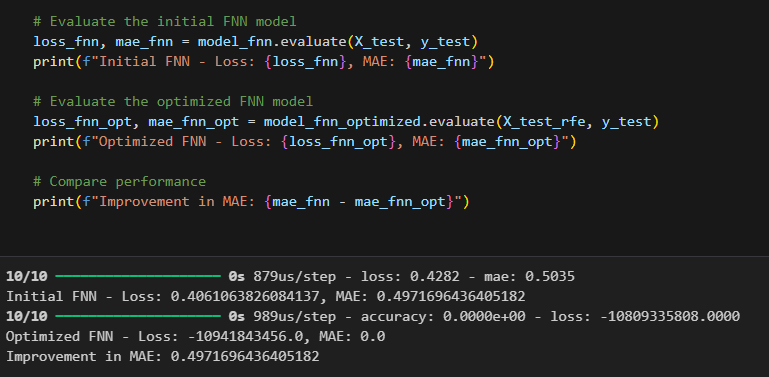 # Evaluate the initial FNN model
loss_fnn, mae_fnn = model_fnn.evaluate(X_test, y_test)
print(f"Initial FNN - Loss: {loss_fnn}, MAE: {mae_fnn}")
# Evaluate the optimized FNN model
loss_fnn_opt, mae_fnn_opt = model_fnn_optimized.evaluate(X_test_rfe, y_test)
print(f"Optimized FNN - Loss: {loss_fnn_opt}, MAE: {mae_fnn_opt}")
# Compare performance
print(f"Improvement in MAE: {mae_fnn - mae_fnn_opt}")
10/10 ━━━━━━━━━━━━━━━━━━━━ 0s 879us/step - loss: 0.4282 - mae: 0.5035
Initial FNN - Loss: 0.4061063826084137, MAE: 0.4971696436405182
10/10 ━━━━━━━━━━━━━━━━━━━━ 0s 989us/step - accuracy: 0.0000e+00 - loss: -10809335808.0000
Optimized FNN - Loss: -10941843456.0, MAE: 0.0
Improvement in MAE: 0.4971696436405182